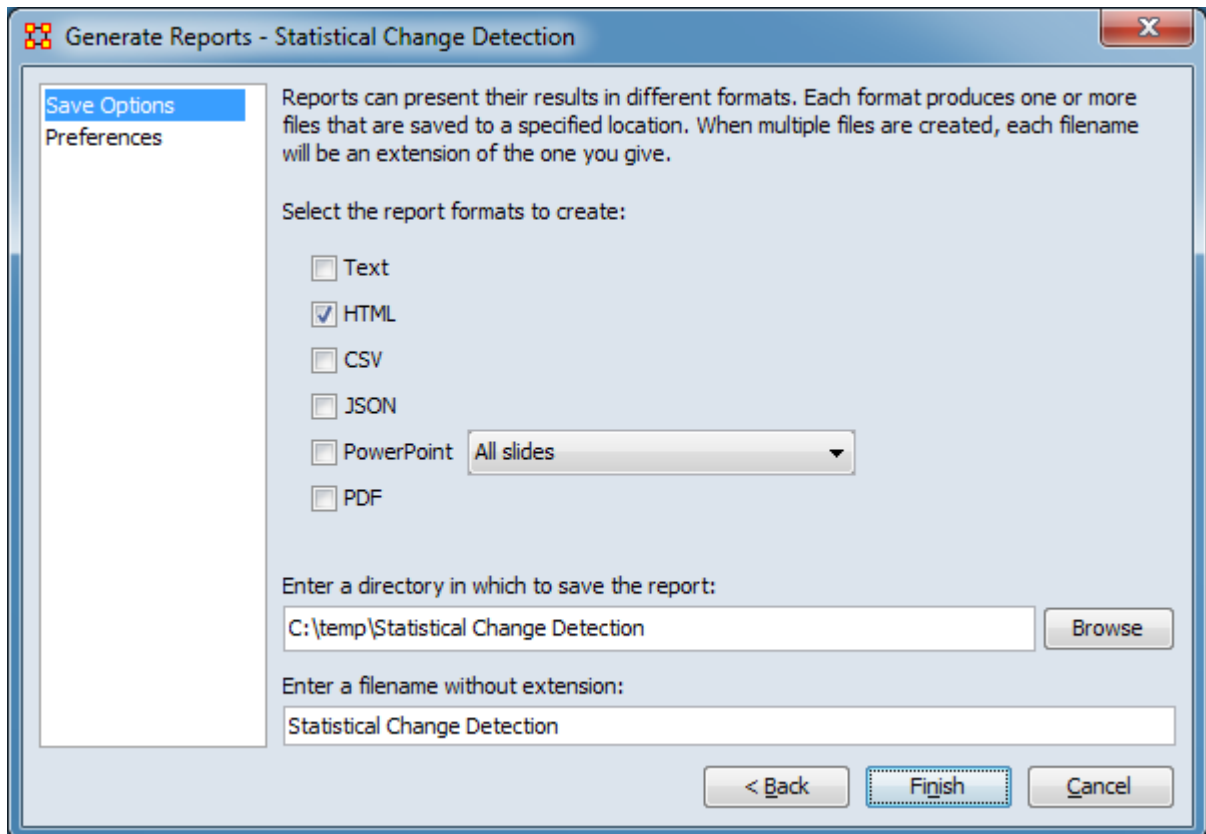 Generate Reports - Statistical Change Detection
X
Save Options
Preferences
Reports can present their results in different formats. Each format produces one or more
files that are saved to a specified location. When multiple files are created, each filename
will be an extension of the one you give.
Select the report formats to create:
Text
HTML
CSV
JSON
PowerPoint All slides
PDF
Enter a directory in which to save the report:
C:\temp\Statistical Change Detection Browse
Enter a filename without extension:
Statistical Change Detection
< Back Finish Cancel